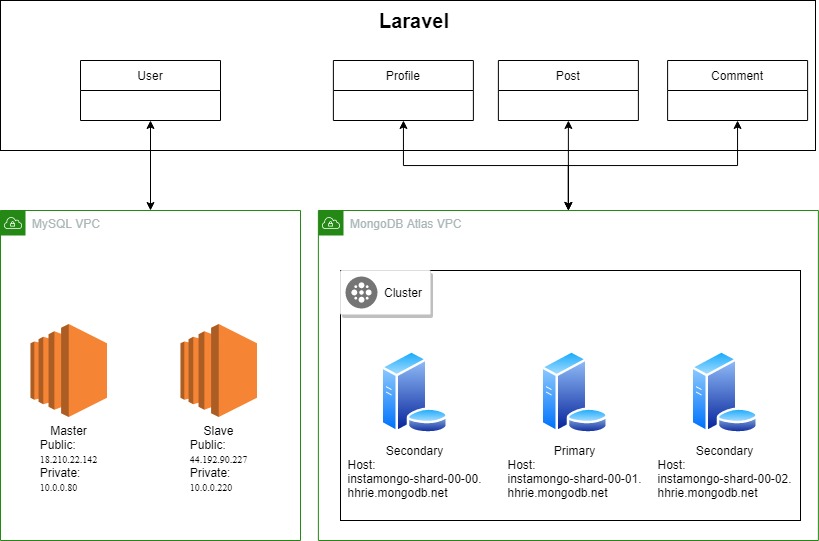 Laravel
User
Profile
Post
Comment
MySQL VPC
MongoDB Atlas VPC
Cluster
Master
Public:
18.210.22.142
Private:
10.0.0.80
Slave
Public:
44.192.90.227
Private:
10.0.0.220
Secondary
Host:
instamongo-shard-00-00.
hhrie.mongodb.net
Primary
Host:
instamongo-shard-00-01.
hhrie.mongodb.net
Secondary
Host:
instamongo-shard-00-02.
hhrie.mongodb.net